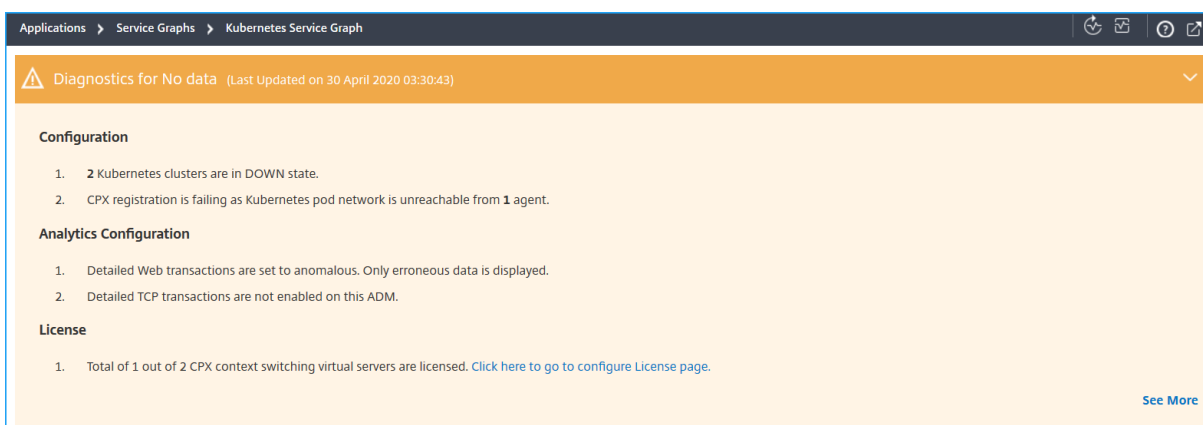 Applications > Service Graphs > Kubernetes Service Graph
Diagnostics for No data (Last Updated on 30 April 2020 03:30:43)
Configuration
1. 2 Kubernetes clusters are in DOWN state.
2. CPX registration is failing as Kubernetes pod network is unreachable from 1 agent.
Analytics Configuration
1. Detailed Web transactions are set to anomalous. Only erroneous data is displayed.
2. Detailed TCP transactions are not enabled on this ADM.
License
1. Total of 1 out of 2 CPX context switching virtual servers are licensed. Click here to go to configure License page.
See More